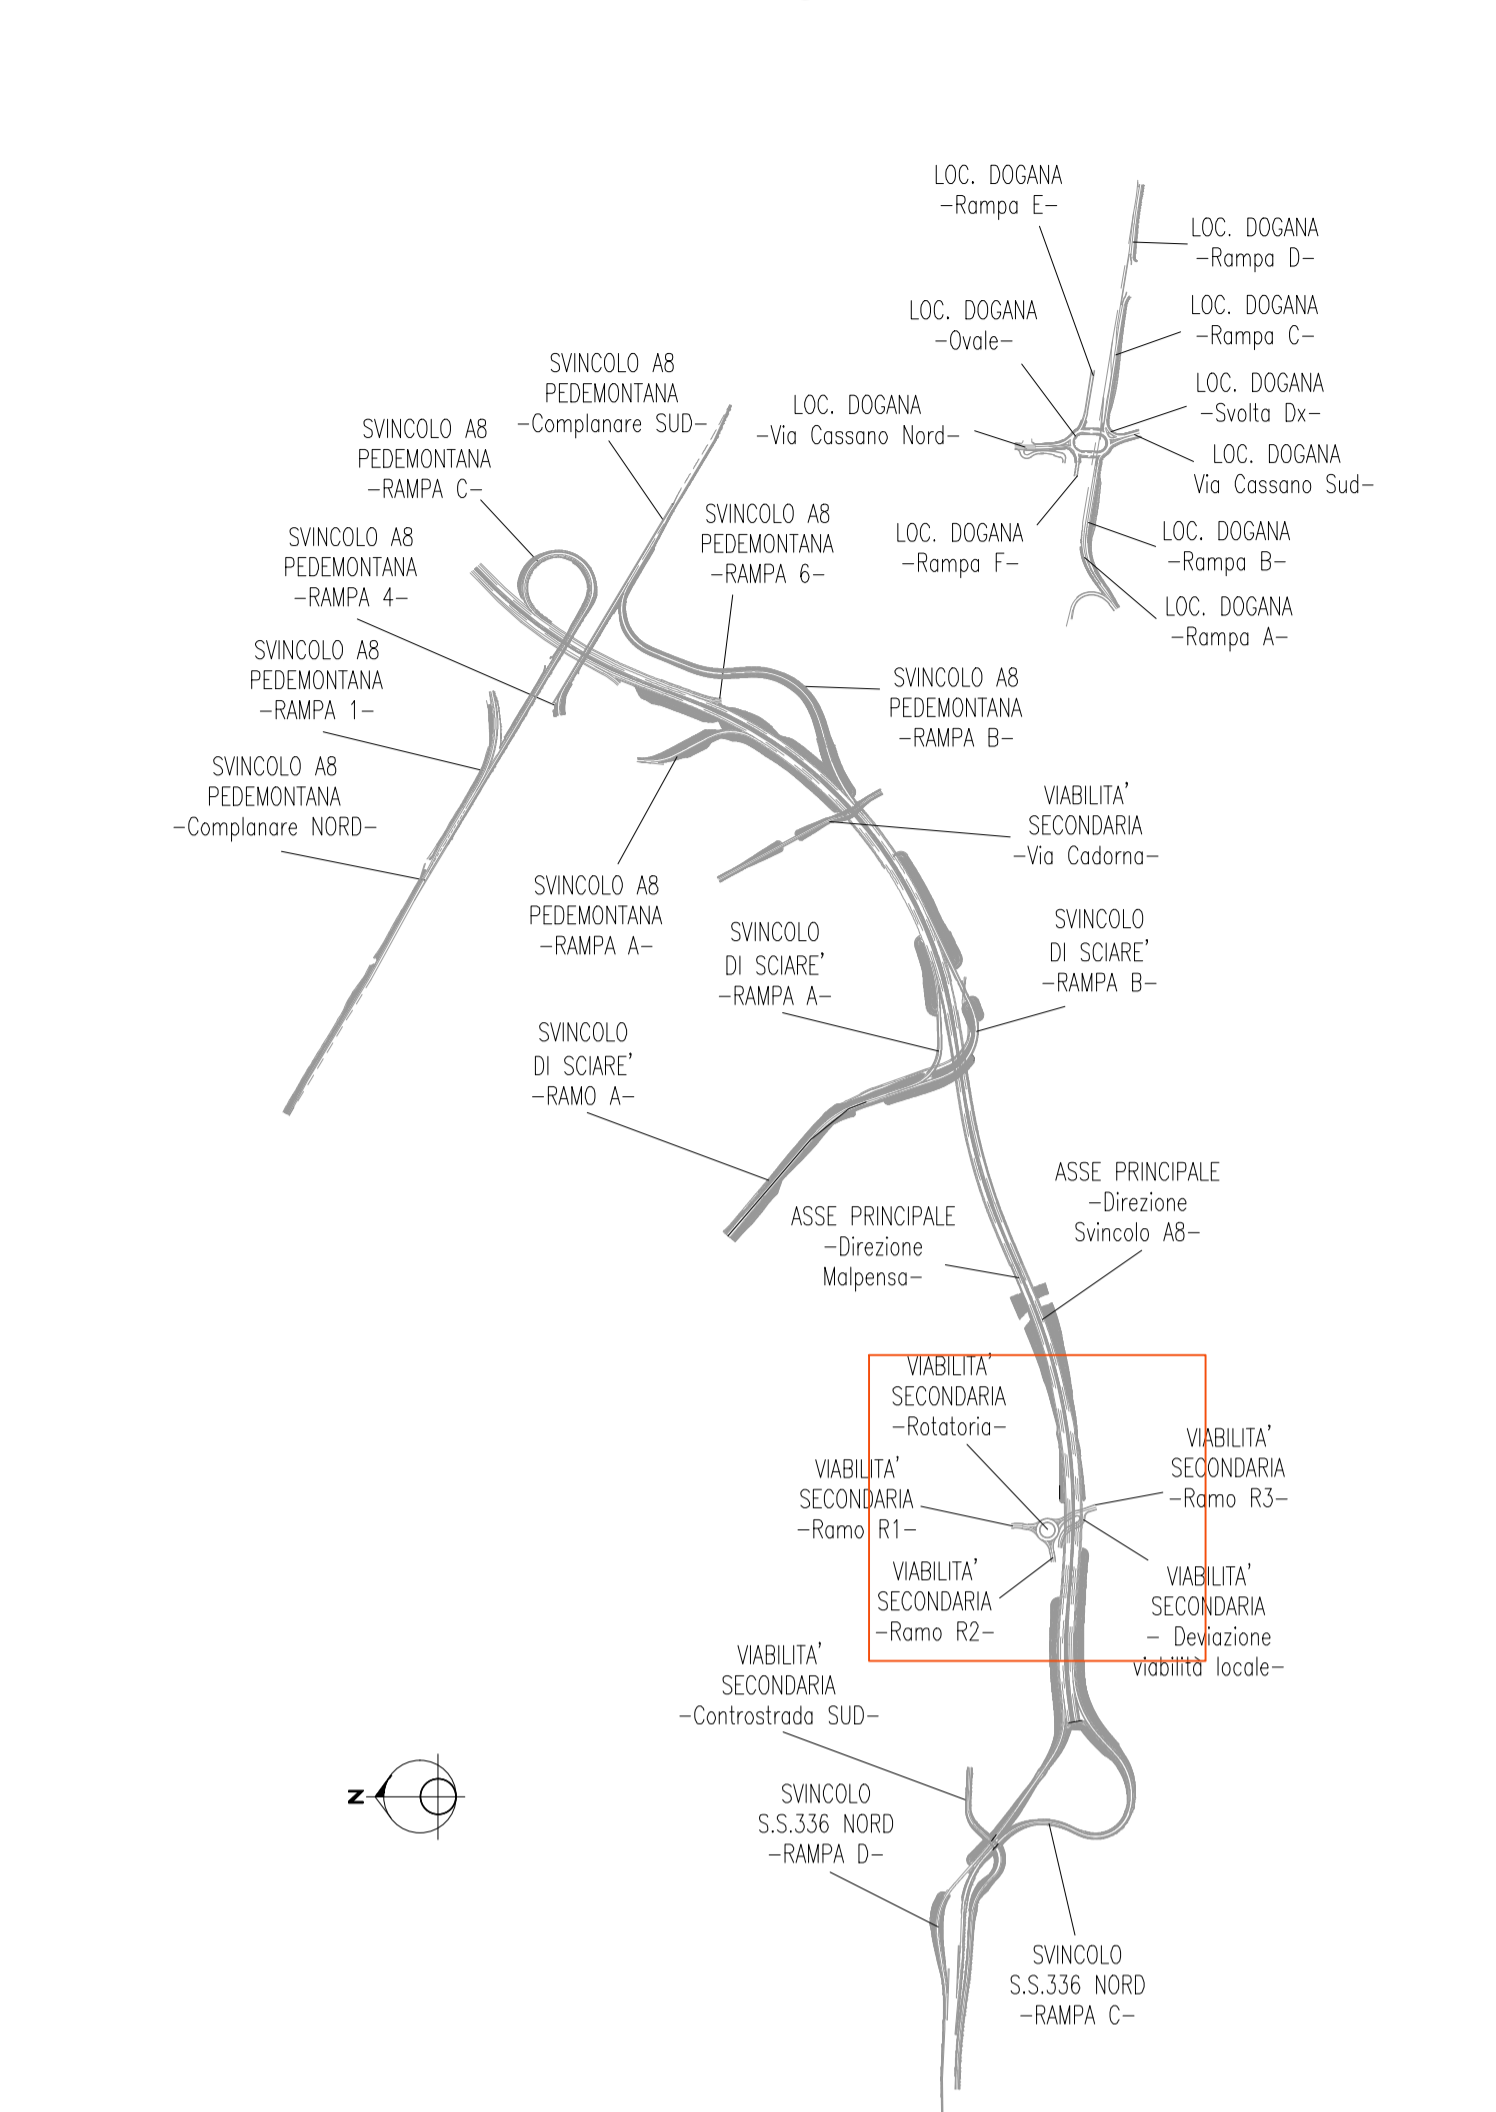 LOC. DOGANA
-Rampa E-
LOC. DOGANA
-Rampa D-
LOC. DOGANA
-Ovale-
LOC. DOGANA
-Rampa C-
SVINCOLO A8
PEDEMONTANA
-Complanare SUD-
LOC. DOGANA
-Svolta Dx-
LOC. DOGANA
-Via Cassano Nord-
SVINCOLO A8
PEDEMONTANA
-RAMPA C-
LOC. DOGANA
Via Cassano Sud-
SVINCOLO A8
PEDEMONTANA
-RAMPA 6-
LOC. DOGANA
-Rampa F-
LOC. DOGANA
-Rampa B-
SVINCOLO A8
PEDEMONTANA
-RAMPA 4-
LOC. DOGANA
-Rampa A-
SVINCOLO A8
PEDEMONTANA
-RAMPA 1-
SVINCOLO A8
PEDEMONTANA
-RAMPA B-
SVINCOLO A8
PEDEMONTANA
-Complanare NORD-
VIABILITA'
SECONDARIA
-Via Cadorna-
SVINCOLO A8
PEDEMONTANA
-RAMPA A-
SVINCOLO
DI SCIARE'
-RAMPA A-
SVINCOLO
DI SCIARE'
-RAMPA B-
SVINCOLO
DI SCIARE'
-RAMO A-
ASSE PRINCIPALE
-Direzione
Svincolo A8-
ASSE PRINCIPALE
-Direzione
Malpensa-
VIABILITA'
SECONDARIA
-Rotatoria-
VIABILITA'
SECONDARIA
-Ramo R3-
VIABILITA'
SECONDARIA
-Ramo R1-
VIABILITA'
SECONDARIA
-Ramo R2-
VIABILITA'
SECONDARIA
- Deviazione
viabilità locale-
VIABILITA'
SECONDARIA
-Controstrada SUD-
N
SVINCOLO
S.S.336 NORD
-RAMPA D-
SVINCOLO
S.S.336 NORD
-RAMPA C-